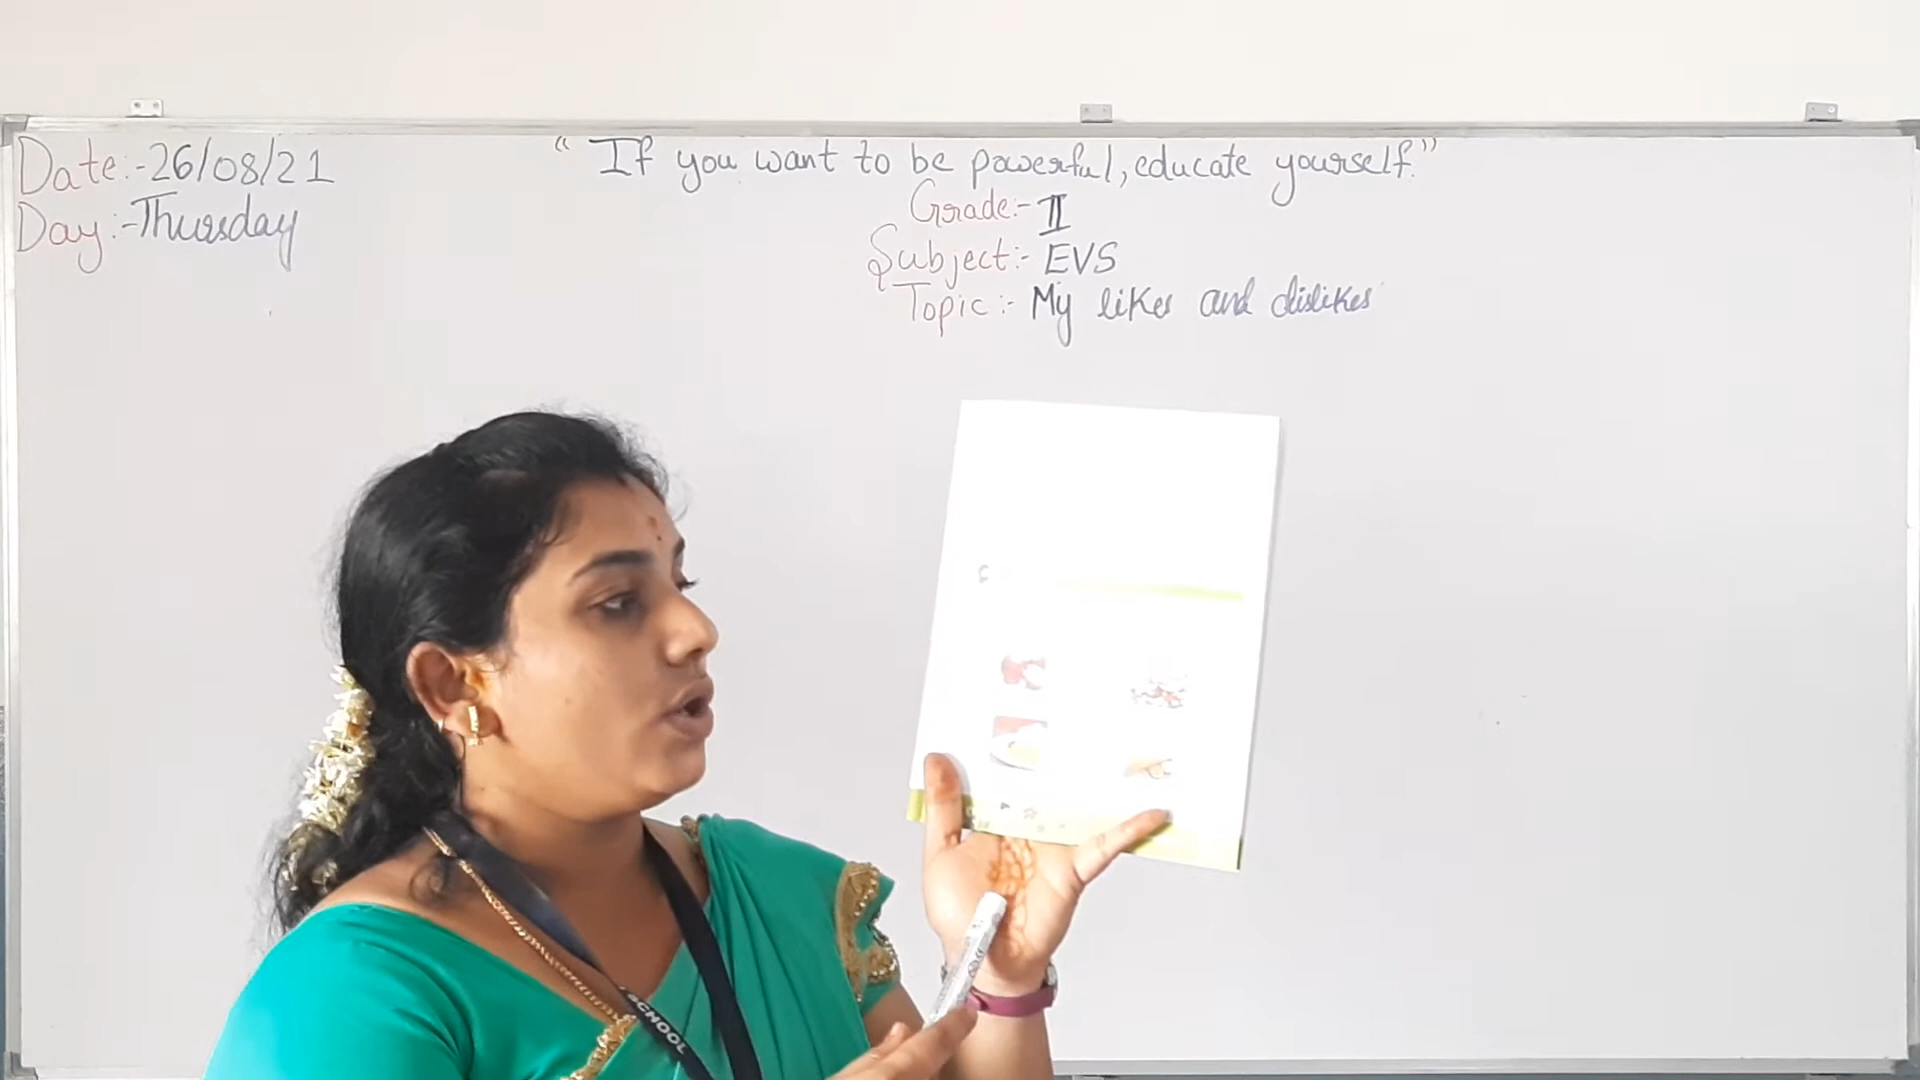 Date:-26/08/21
Day:-Thursday
"If you want to be powerful, educate yourself."
Grade:-II
Subject:- EVS
Topic:- My likes and dislikes
SCHOOL